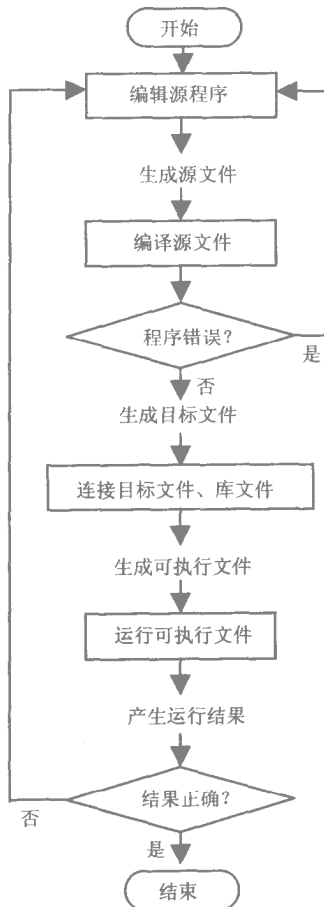 开始
编辑源程序
生成源文件
编译源文件
程序错误？
是
否
生成目标文件
连接目标文件、库文件
生成可执行文件
运行可执行文件
产生运行结果
结果正确？
否
是
结束